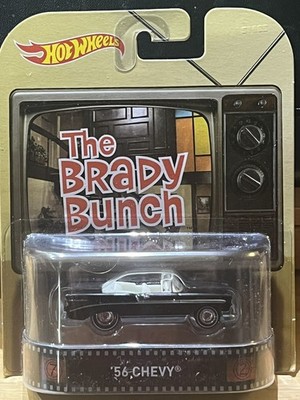 Hot Wheels
The
BRADY
BUNCH
'56 CHEVY®